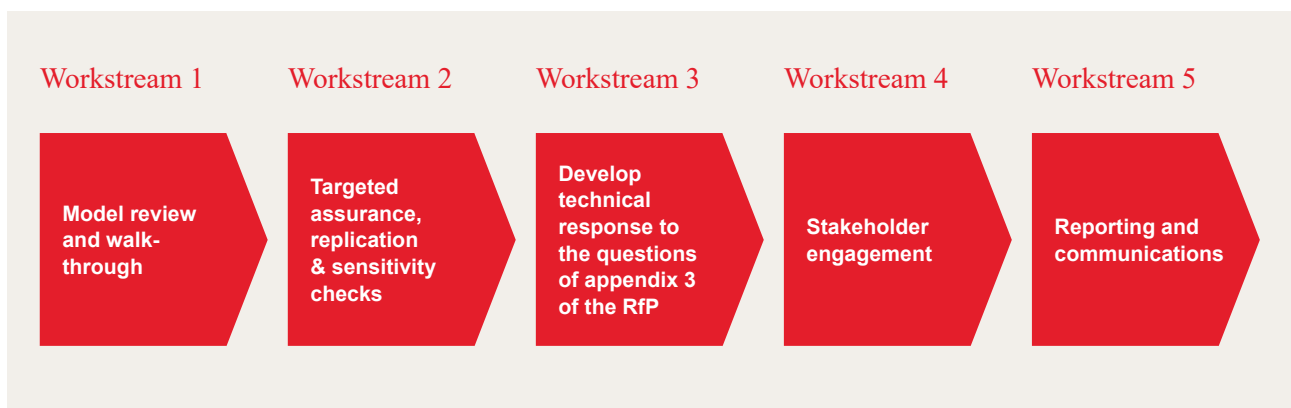 Workstream 1
Workstream 2
Workstream 3
Workstream 4
Workstream 5
Model review
and walk-
through
Targeted
assurance,
replication
& sensitivity
checks
Develop
technical
response to
the questions
of appendix 3
of the RfP
Stakeholder
engagement
Reporting and
communications